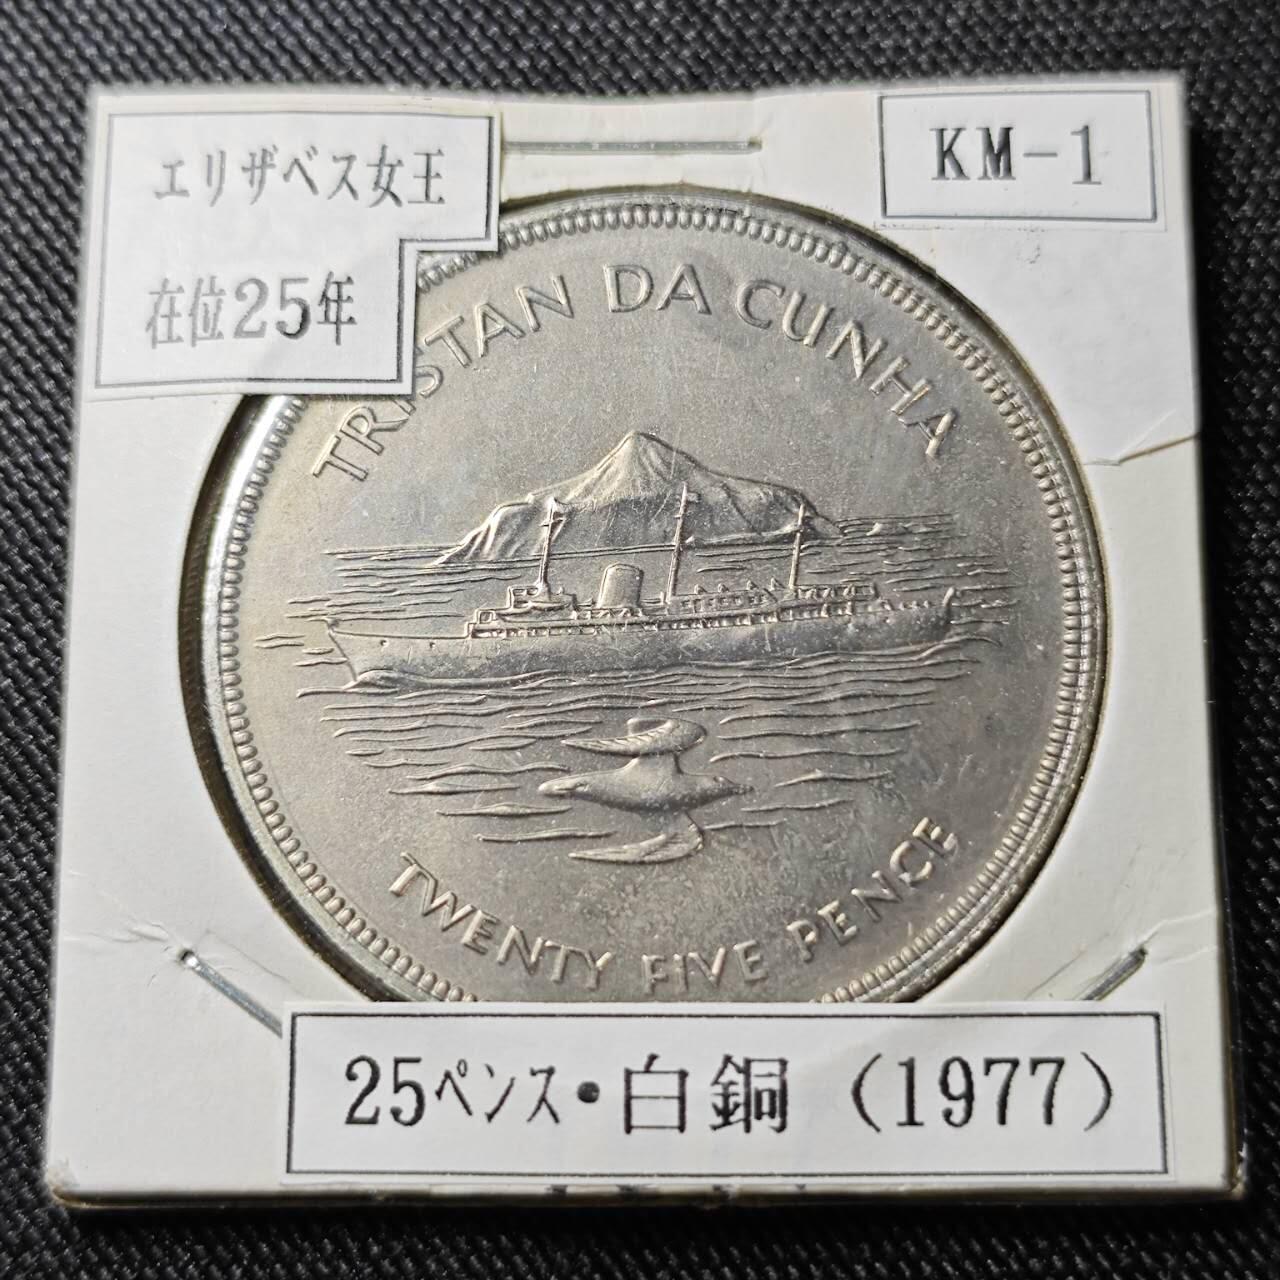 エリザベス女王
在位25年
KM-1
TRISTAN DA CUNHA
TWENTY FIVE PENCE
25ペンス・白銅（1977）